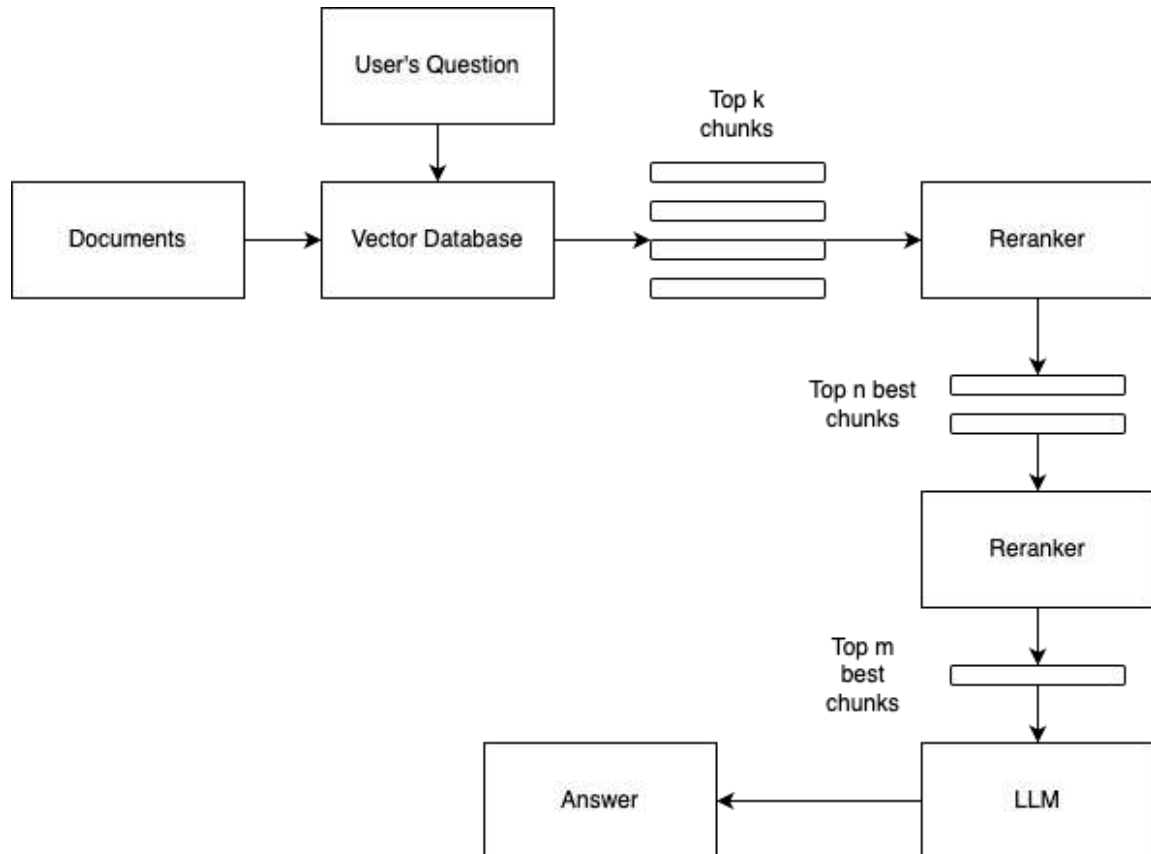 User's Question
Top k
chunks
Documents
Vector Database
Reranker
Top n best
chunks
Reranker
Top m
best
chunks
Answer
LLM